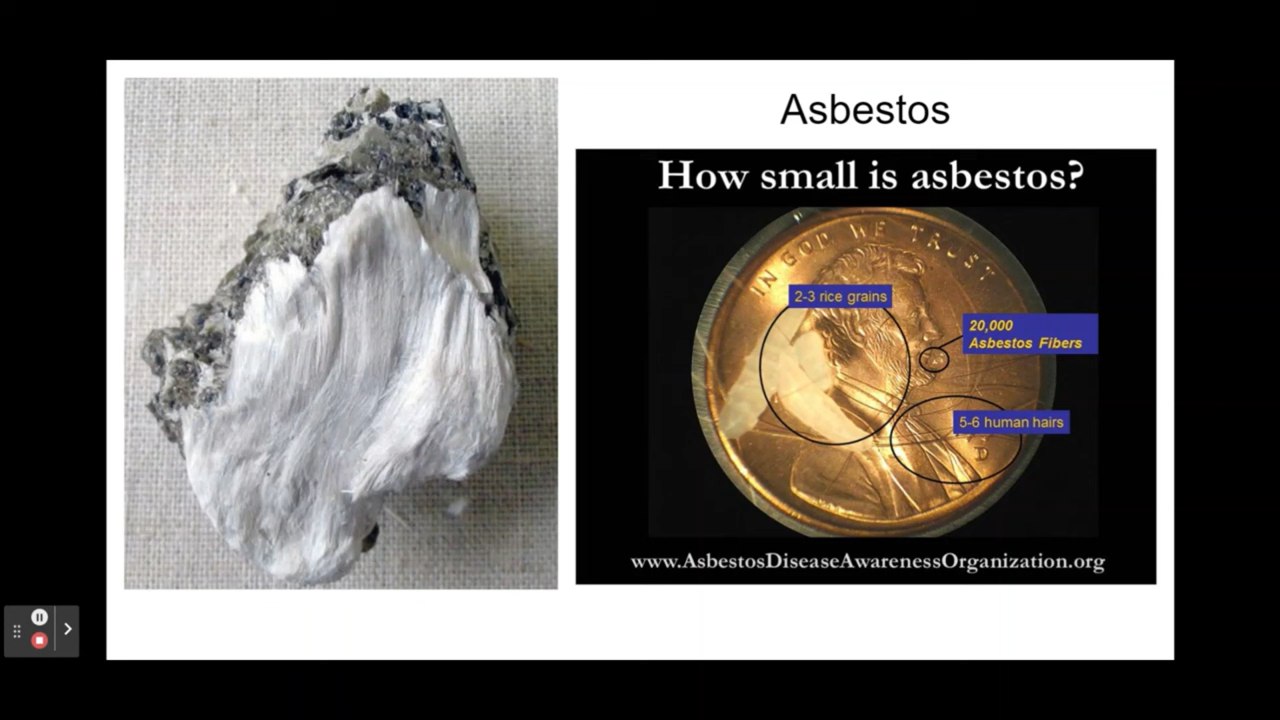 Asbestos
How small is asbestos?
IN GOD WE TRUST
2-3 rice grains
20,000
Asbestos Fibers
5-6 human hairs
D
www.AsbestosDiseaseAwarenessOrganization.org